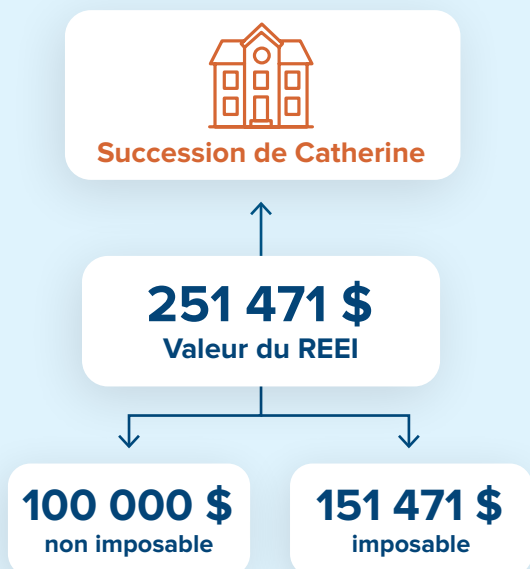 Succession de Catherine
251 471 $
Valeur du REEI
100 000 $
non imposable
151 471 $
imposable